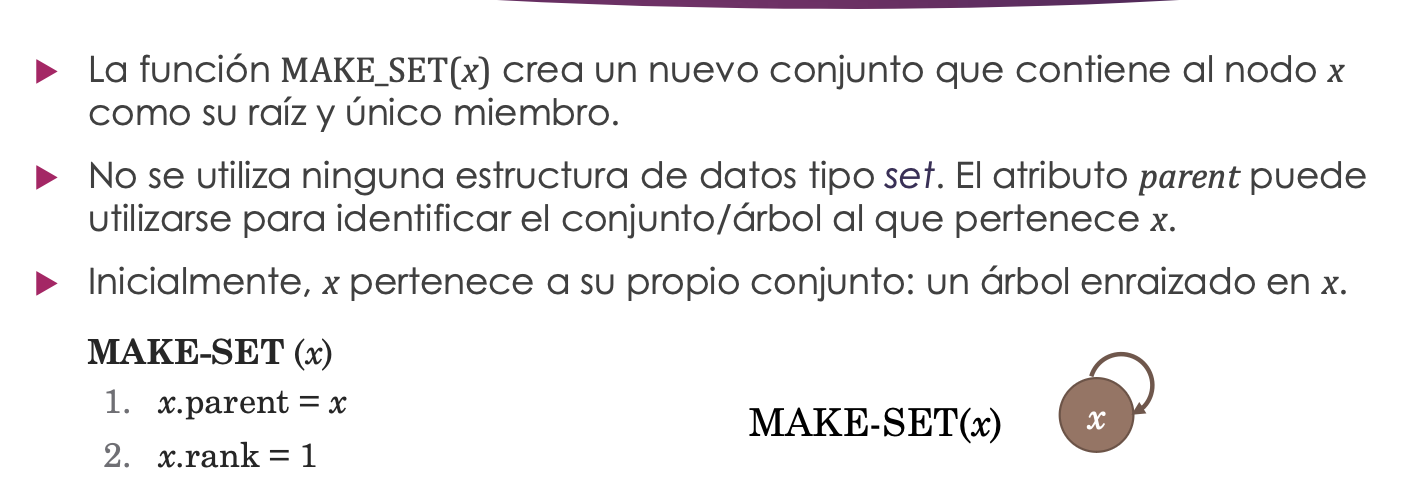 La función MAKE_SET(x) crea un nuevo conjunto que contiene al nodo x
como su raíz y único miembro.
No se utiliza ninguna estructura de datos tipo set. El atributo parent puede
utilizarse para identificar el conjunto/árbol al que pertenece x.
Inicialmente, x pertenece a su propio conjunto: un árbol enraizado en x.
MAKE-SET (x)
1. x.parent = x
2. x.rank = 1
MAKE-SET(x)
x